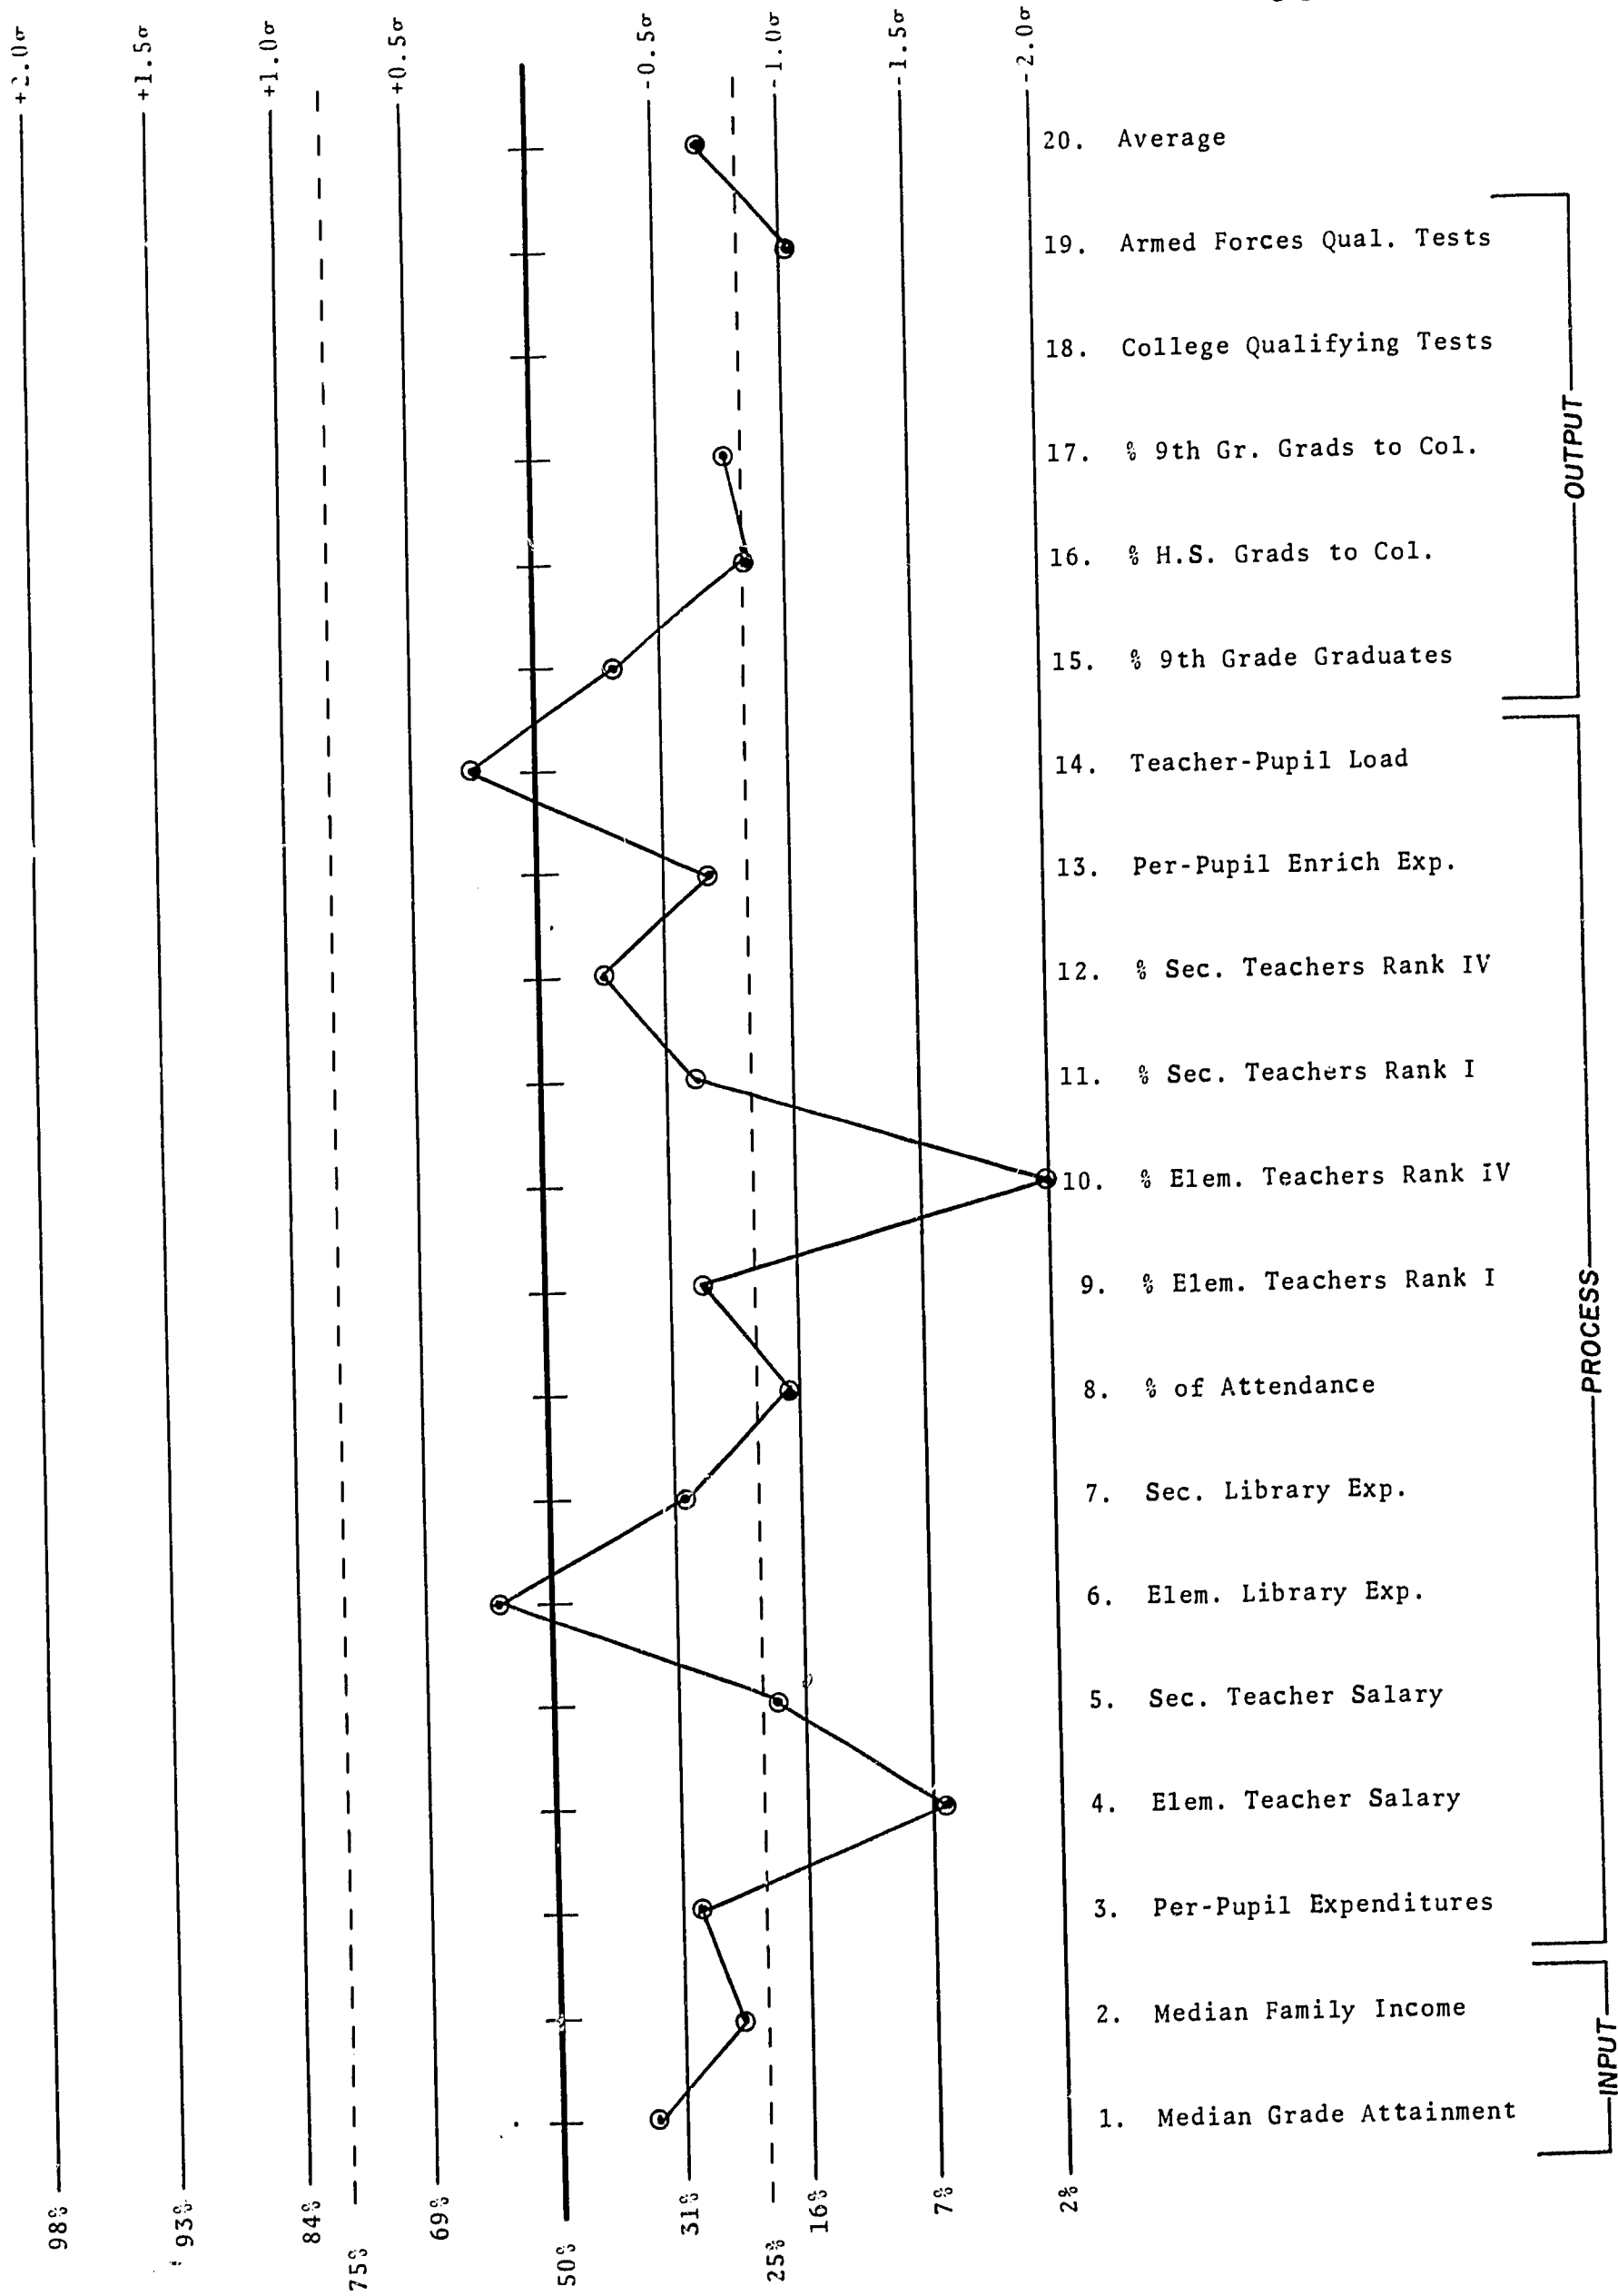 +2.0σ
+1.5σ
+1.0σ
+0.5σ
-0.5σ
-1.0σ
-1.5σ
-2.0σ
20. Average
19. Armed Forces Qual. Tests
18. College Qualifying Tests
17. % 9th Gr. Grads to Col.
16. % H.S. Grads to Col.
15. % 9th Grade Graduates
OUTPUT
14. Teacher-Pupil Load
13. Per-Pupil Enrich Exp.
12. % Sec. Teachers Rank IV
11. % Sec. Teachers Rank I
10. % Elem. Teachers Rank IV
9. % Elem. Teachers Rank I
8. % of Attendance
7. Sec. Library Exp.
6. Elem. Library Exp.
5. Sec. Teacher Salary
4. Elem. Teacher Salary
3. Per-Pupil Expenditures
PROCESS
2. Median Family Income
1. Median Grade Attainment
INPUT
98%
93%
84%
75%
69%
50%
31%
25%
16%
7%
2%